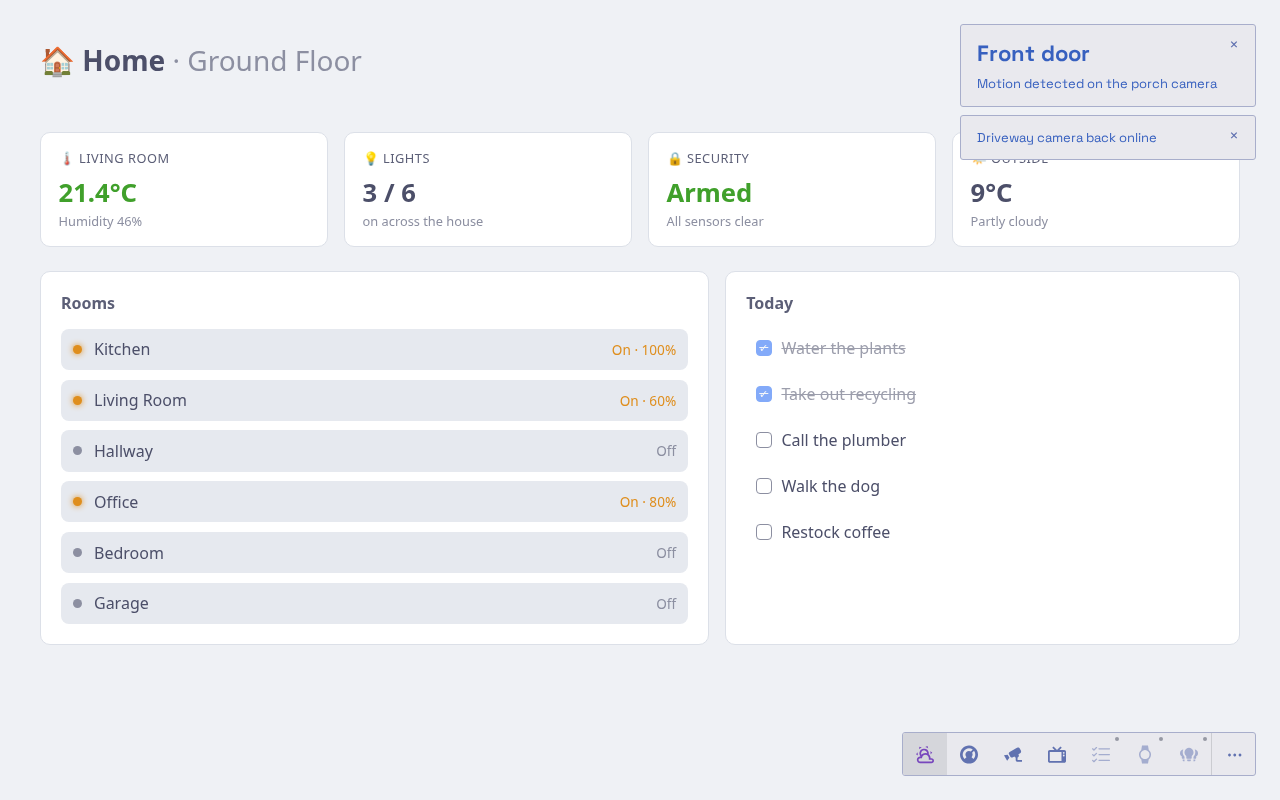 🏠 Home · Ground Floor
Front door
Motion detected on the porch camera
Driveway camera back online
🌡️ LIVING ROOM
21.4°C
Humidity 46%
💡 LIGHTS
3 / 6
on across the house
🔒 SECURITY
Armed
All sensors clear
OUTSIDE
9°C
Partly cloudy
Rooms
Kitchen On · 100%
Living Room On · 60%
Hallway Off
Office On · 80%
Bedroom Off
Garage Off
Today
Water the plants
Take out recycling
Call the plumber
Walk the dog
Restock coffee